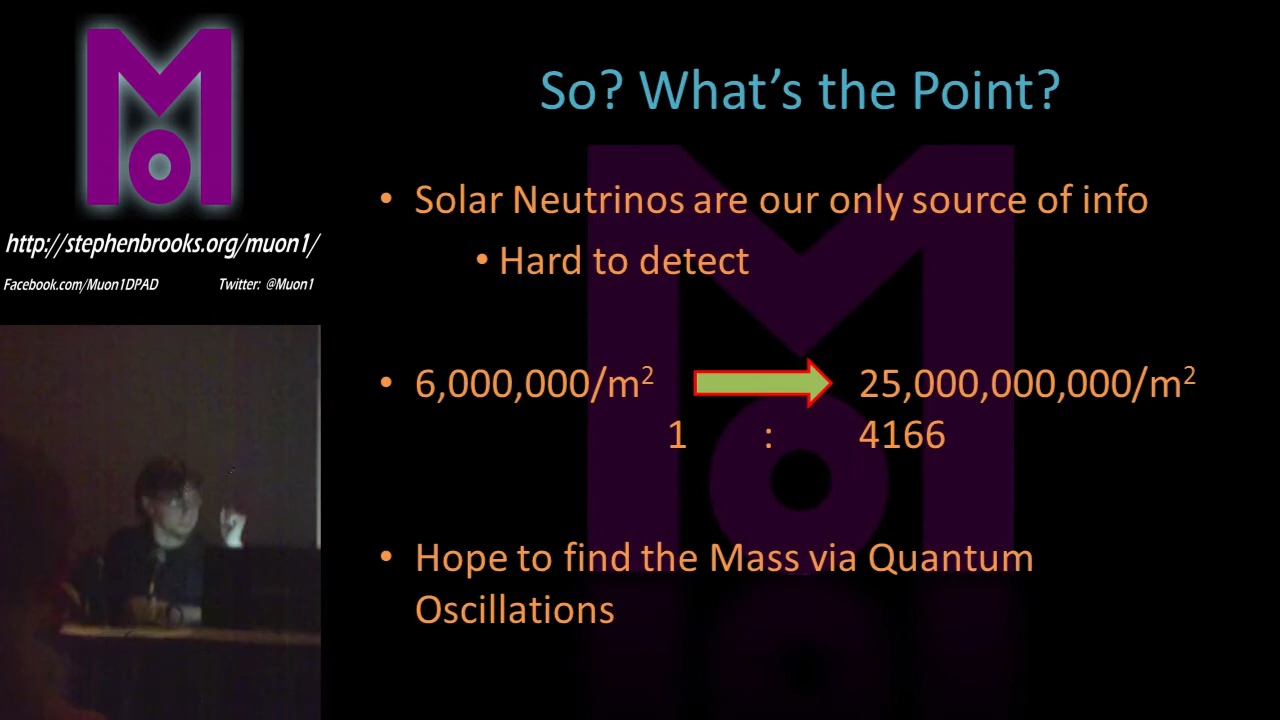 So? What's the Point?
http://stephenbrooks.org/muon1/
Facebook.com/Muon1DPAD Twitter: @Muon1
• Solar Neutrinos are our only source of info
• Hard to detect
• 6,000,000/m² 25,000,000,000/m²
1 : 4166
• Hope to find the Mass via Quantum
Oscillations